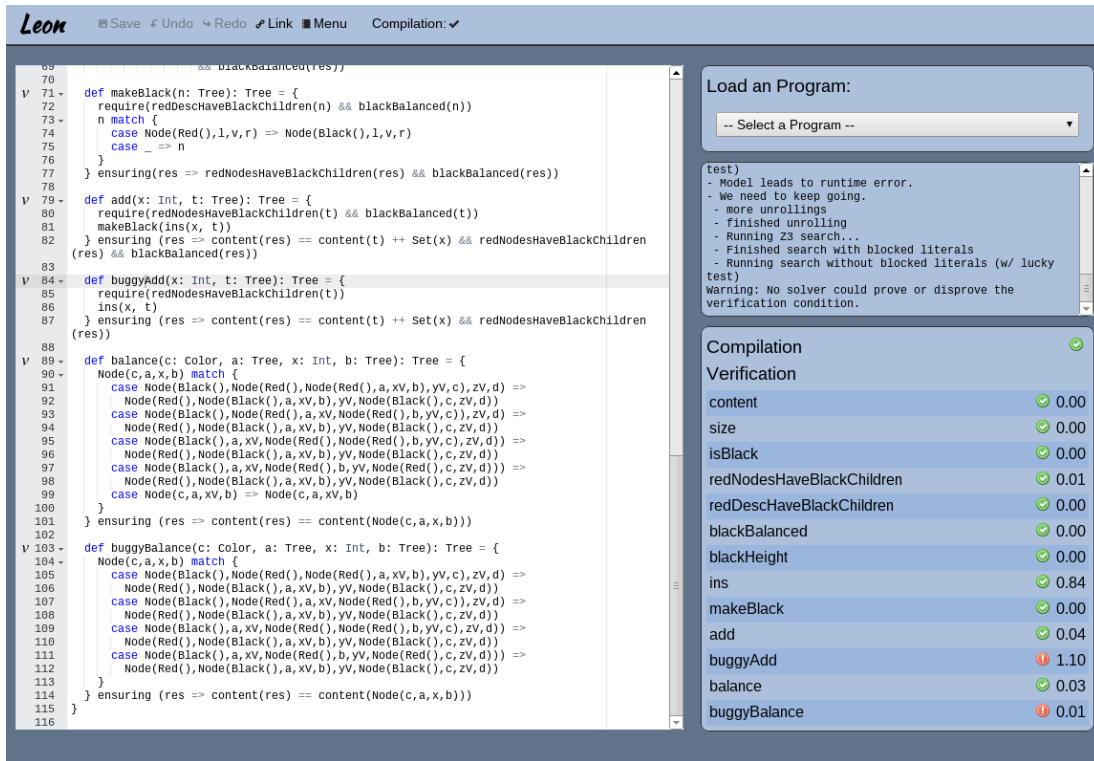 Leon
Save Undo Redo Link Menu Compilation:
69 && blackBalanced(res))
70
71 def makeBlack(n: Tree): Tree = {
72 require(redDescHaveBlackChildren(n) && blackBalanced(n))
73 n match {
74 case Node(Red(),l,v,r) => Node(Black(),l,v,r)
75 case _ => n
76 }
77 } ensuring(res => redNodesHaveBlackChildren(res) && blackBalanced(res))
78
79 def add(x: Int, t: Tree): Tree = {
80 require(redNodesHaveBlackChildren(t) && blackBalanced(t))
81 makeBlack(ins(x, t))
82 } ensuring (res => content(res) == content(t) ++ Set(x) && redNodesHaveBlackChildren
(res) && blackBalanced(res))
83
84 def buggyAdd(x: Int, t: Tree): Tree = {
85 require(redNodesHaveBlackChildren(t))
86 ins(x, t)
87 } ensuring (res => content(res) == content(t) ++ Set(x) && redNodesHaveBlackChildren
(res))
88
89 def balance(c: Color, a: Tree, x: Int, b: Tree): Tree = {
90 Node(c,a,x,b) match {
91 case Node(Black(),Node(Red(),Node(Red(),a,xV,b),yV,c),zV,d) =>
92 Node(Red(),Node(Black(),a,xV,b),yV,Node(Black(),c,zV,d))
93 case Node(Black(),Node(Red(),a,xV,Node(Red(),b,yV,c)),zV,d) =>
94 Node(Red(),Node(Black(),a,xV,b),yV,Node(Black(),c,zV,d))
95 case Node(Black(),a,xV,Node(Red(),Node(Red(),b,yV,c),zV,d)) =>
96 Node(Red(),Node(Black(),a,xV,b),yV,Node(Black(),c,zV,d))
97 case Node(Black(),a,xV,Node(Red(),b,yV,Node(Red(),c,zV,d))) =>
98 Node(Red(),Node(Black(),a,xV,b),yV,Node(Black(),c,zV,d))
99 case Node(c,a,xV,b) => Node(c,a,xV,b)
100 }
101 } ensuring (res => content(res) == content(Node(c,a,x,b)))
102
103 def buggyBalance(c: Color, a: Tree, x: Int, b: Tree): Tree = {
104 Node(c,a,x,b) match {
105 case Node(Black(),Node(Red(),Node(Red(),a,xV,b),yV,c),zV,d) =>
106 Node(Red(),Node(Black(),a,xV,b),yV,Node(Black(),c,zV,d))
107 case Node(Black(),Node(Red(),a,xV,Node(Red(),b,yV,c)),zV,d) =>
108 Node(Red(),Node(Black(),a,xV,b),yV,Node(Black(),c,zV,d))
109 case Node(Black(),a,xV,Node(Red(),Node(Red(),b,yV,c),zV,d)) =>
110 Node(Red(),Node(Black(),a,xV,b),yV,Node(Black(),c,zV,d))
111 case Node(Black(),a,xV,Node(Red(),b,yV,Node(Red(),c,zV,d))) =>
112 Node(Red(),Node(Black(),a,xV,b),yV,Node(Black(),c,zV,d))
113 }
114 } ensuring (res => content(res) == content(Node(c,a,x,b)))
115 }
116
Load an Program:
-- Select a Program --
test)
- Model leads to runtime error.
- We need to keep going.
- more unrollings
- finished unrolling
- Running Z3 search...
- Finished search with blocked literals
- Running search without blocked literals (w/ lucky
test)
Warning: No solver could prove or disprove the
verification condition.
Compilation
Verification
content 0.00
size 0.00
isBlack 0.00
redNodesHaveBlackChildren 0.01
redDescHaveBlackChildren 0.00
blackBalanced 0.00
blackHeight 0.00
ins 0.84
makeBlack 0.00
add 0.04
buggyAdd 1.10
balance 0.03
buggyBalance 0.01